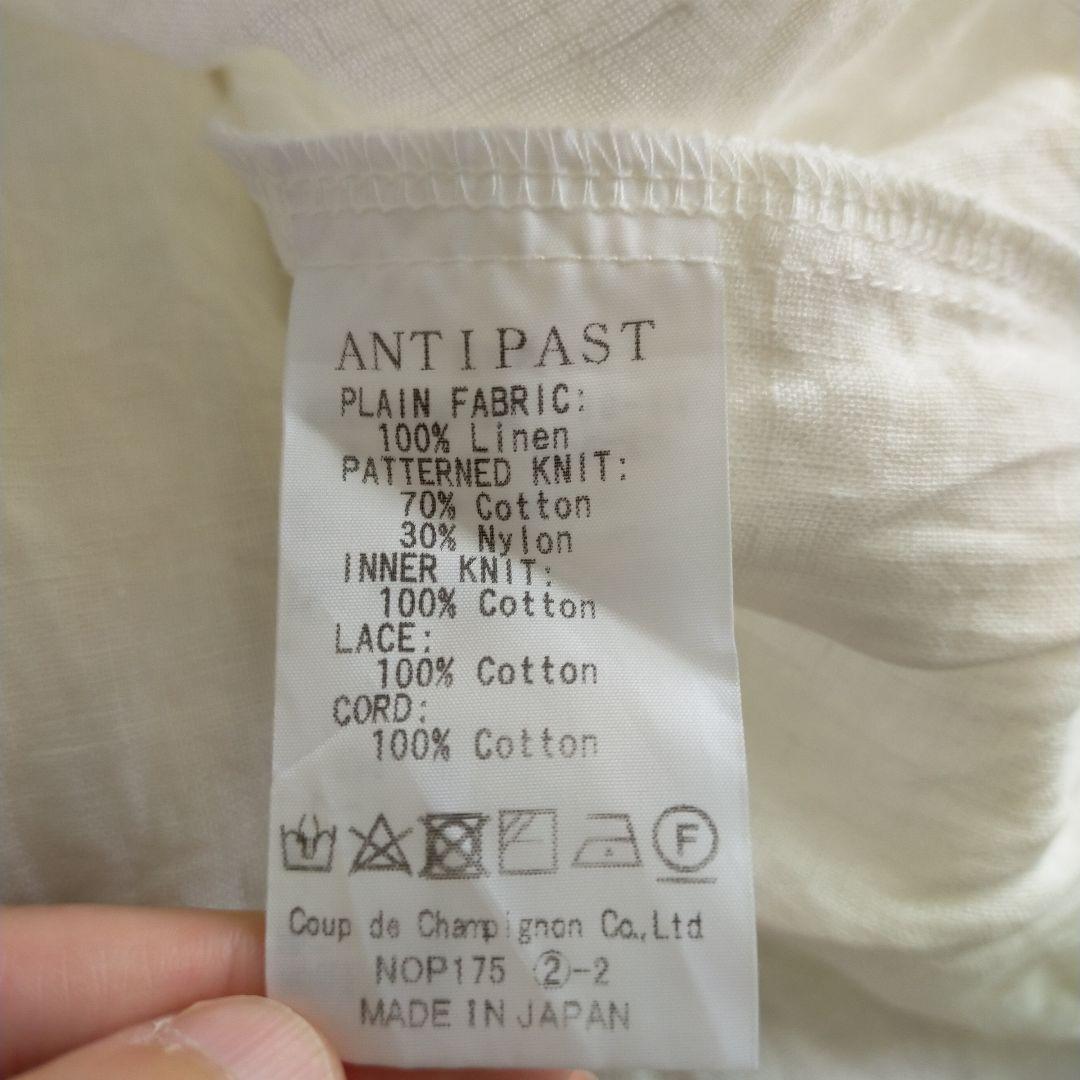 ANTIPAST
PLAIN FABRIC:
100% Linen
PATTERNED KNIT:
70% Cotton
30% Nylon
INNER KNIT:
100% Cotton
LACE:
100% Cotton
CORD:
100% Cotton
F
Coup de Champignon Co.,Ltd
NOP175 ②-2
MADE IN JAPAN